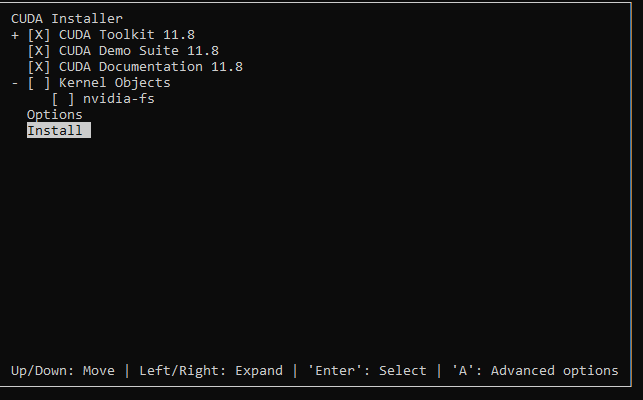 CUDA Installer
+ [X] CUDA Toolkit 11.8
[X] CUDA Demo Suite 11.8
[X] CUDA Documentation 11.8
- [ ] Kernel Objects
[ ] nvidia-fs
Options
Install
Up/Down: Move | Left/Right: Expand | 'Enter': Select | 'A': Advanced options